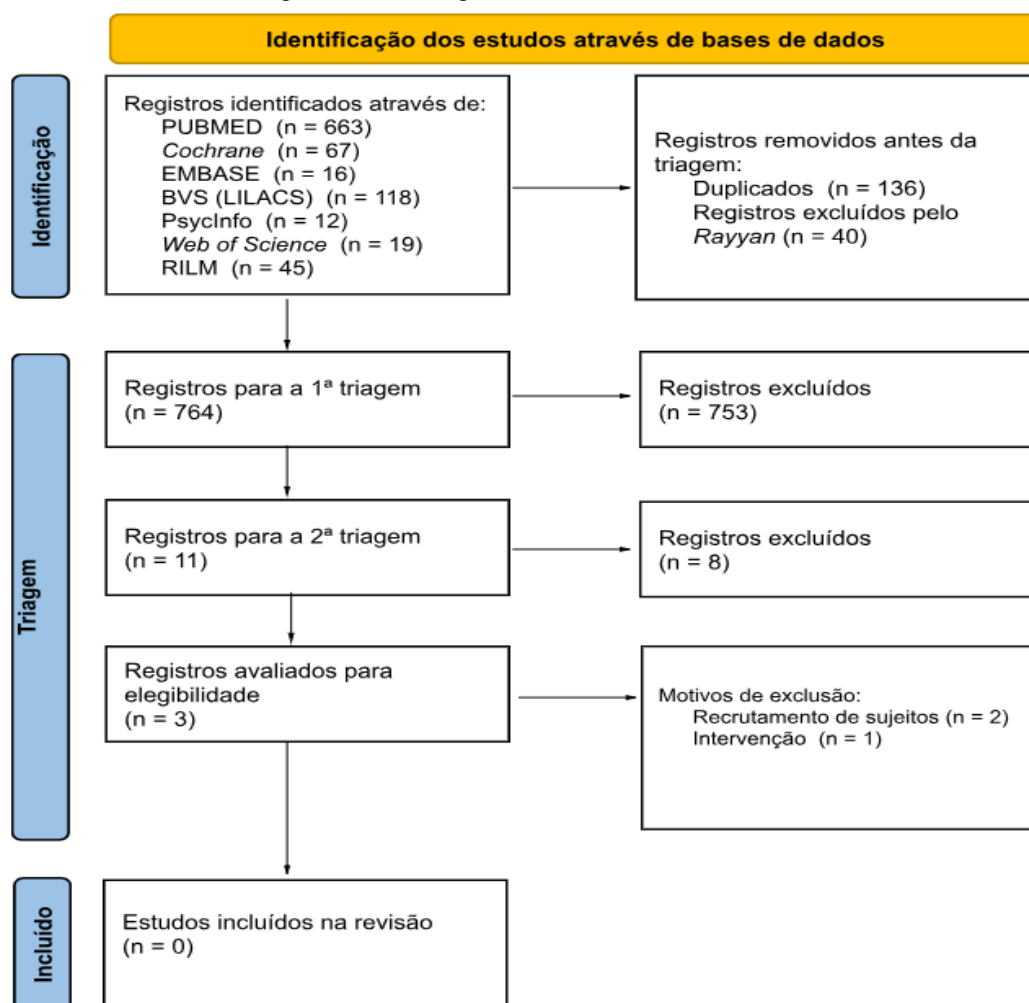 Identificação dos estudos através de bases de dados
Identificação
Registros identificados através de:
PUBMED (n = 663)
Cochrane (n = 67)
EMBASE (n = 16)
BVS (LILACS) (n = 118)
PsycInfo (n = 12)
Web of Science (n = 19)
RILM (n = 45)
Registros removidos antes da
triagem:
Duplicados (n = 136)
Registros excluídos pelo
Rayyan (n = 40)
Triagem
Registros para a 1ª triagem
(n = 764)
Registros excluídos
(n = 753)
Registros para a 2ª triagem
(n = 11)
Registros excluídos
(n = 8)
Registros avaliados para
elegibilidade
(n = 3)
Motivos de exclusão:
Recrutamento de sujeitos (n = 2)
Intervenção (n = 1)
Incluído
Estudos incluídos na revisão
(n = 0)